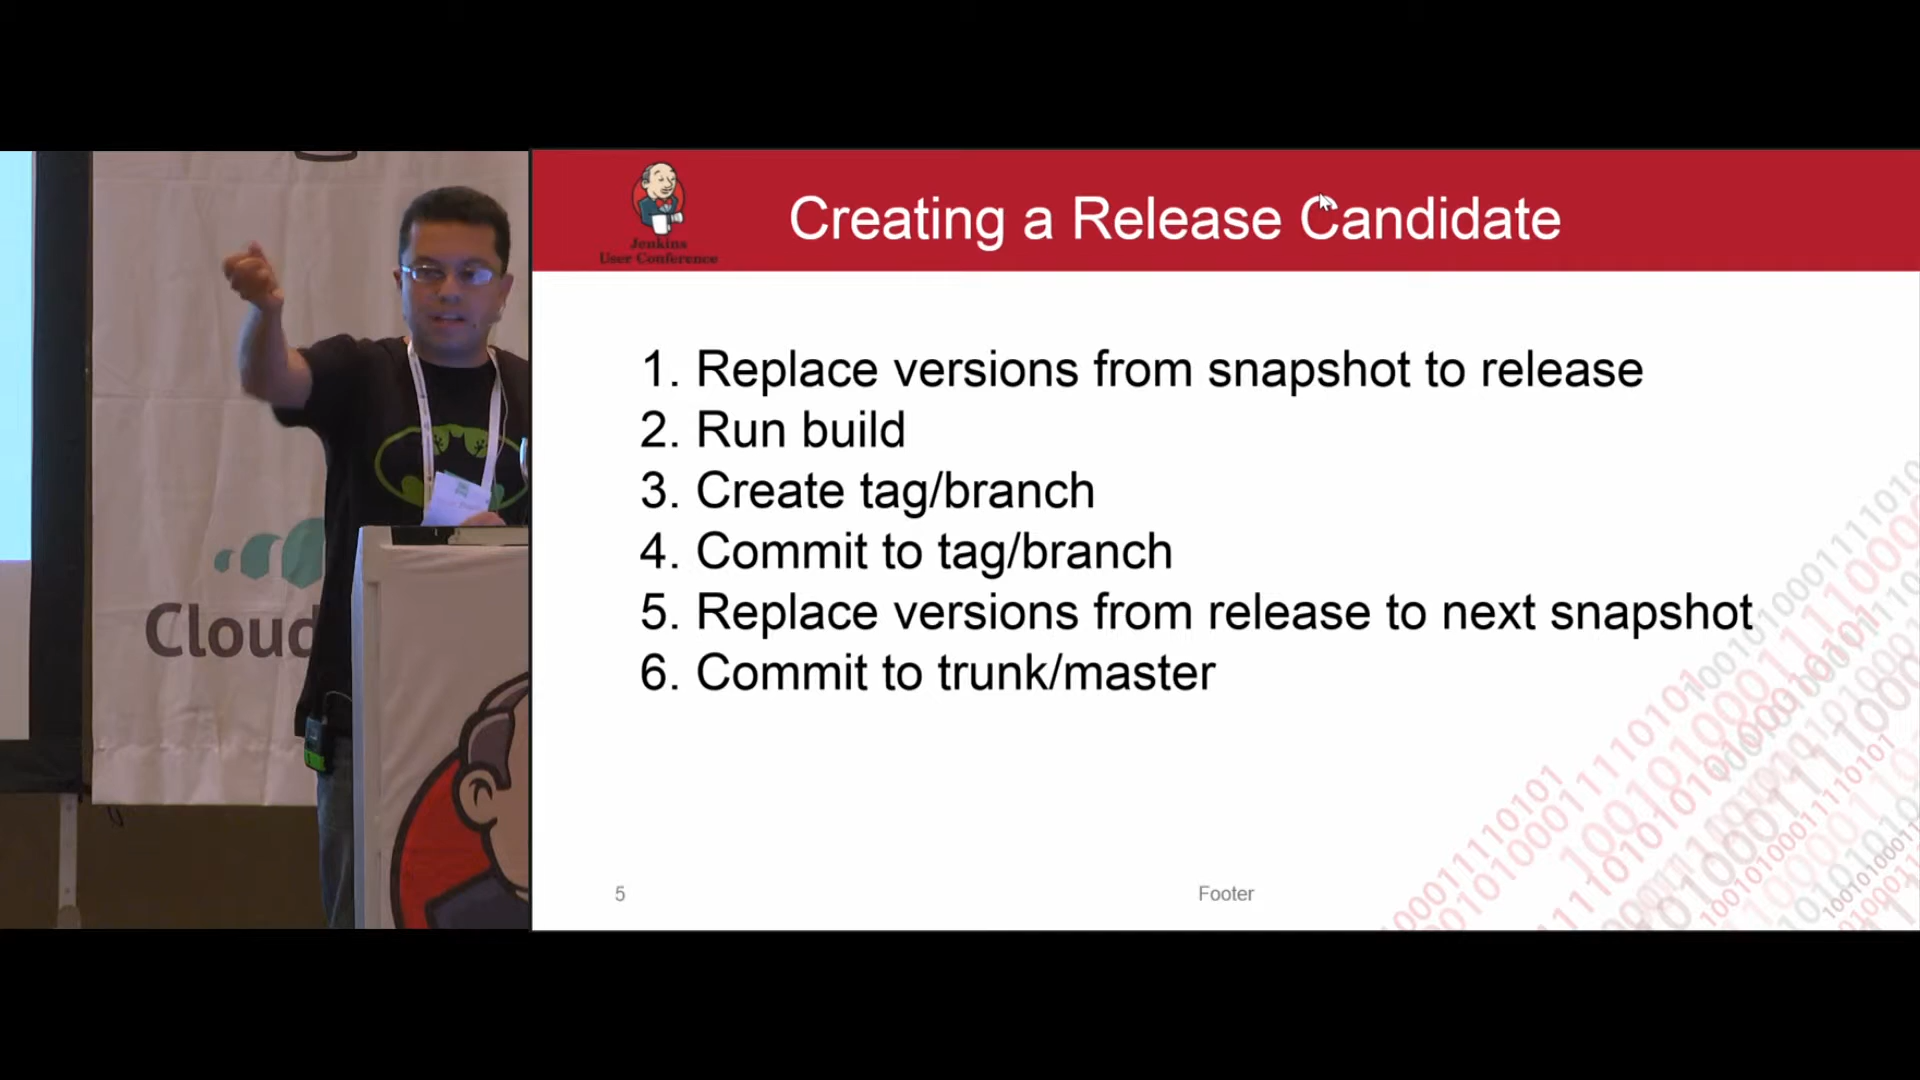 Jenkins
User Conference
Creating a Release Candidate
1. Replace versions from snapshot to release
2. Run build
3. Create tag/branch
4. Commit to tag/branch
5. Replace versions from release to next snapshot
6. Commit to trunk/master
5
Footer
Cloud